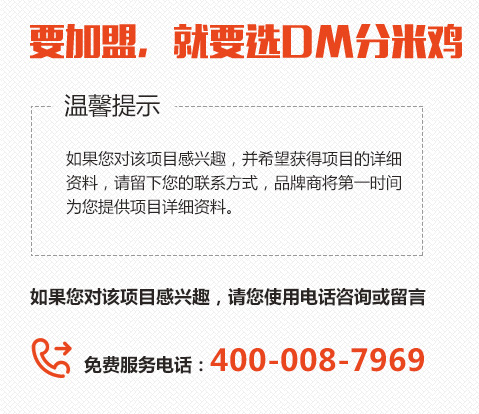 要加盟，就要选DM分米鸡
温馨提示
如果您对该项目感兴趣，并希望获得项目的详细
资料，请留下您的联系方式，品牌商将第一时间
为您提供项目详细资料。
如果您对该项目感兴趣，请您使用电话咨询或留言
免费服务电话：400-008-7969